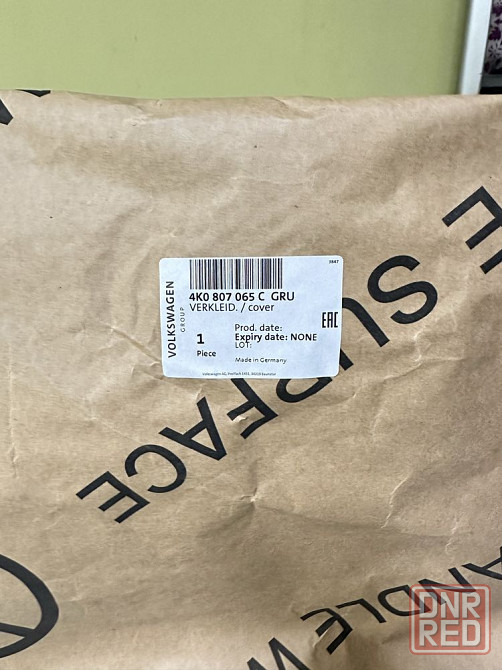 VOLKSWAGEN
GROUP
4K0 807 065 C GRU
VERKLEID. / cover
1
Piece
Prod. date:
Expiry date: NONE
LOT:
Made in Germany
EAC
E SURFACE
HANDLE W
DNR
RED